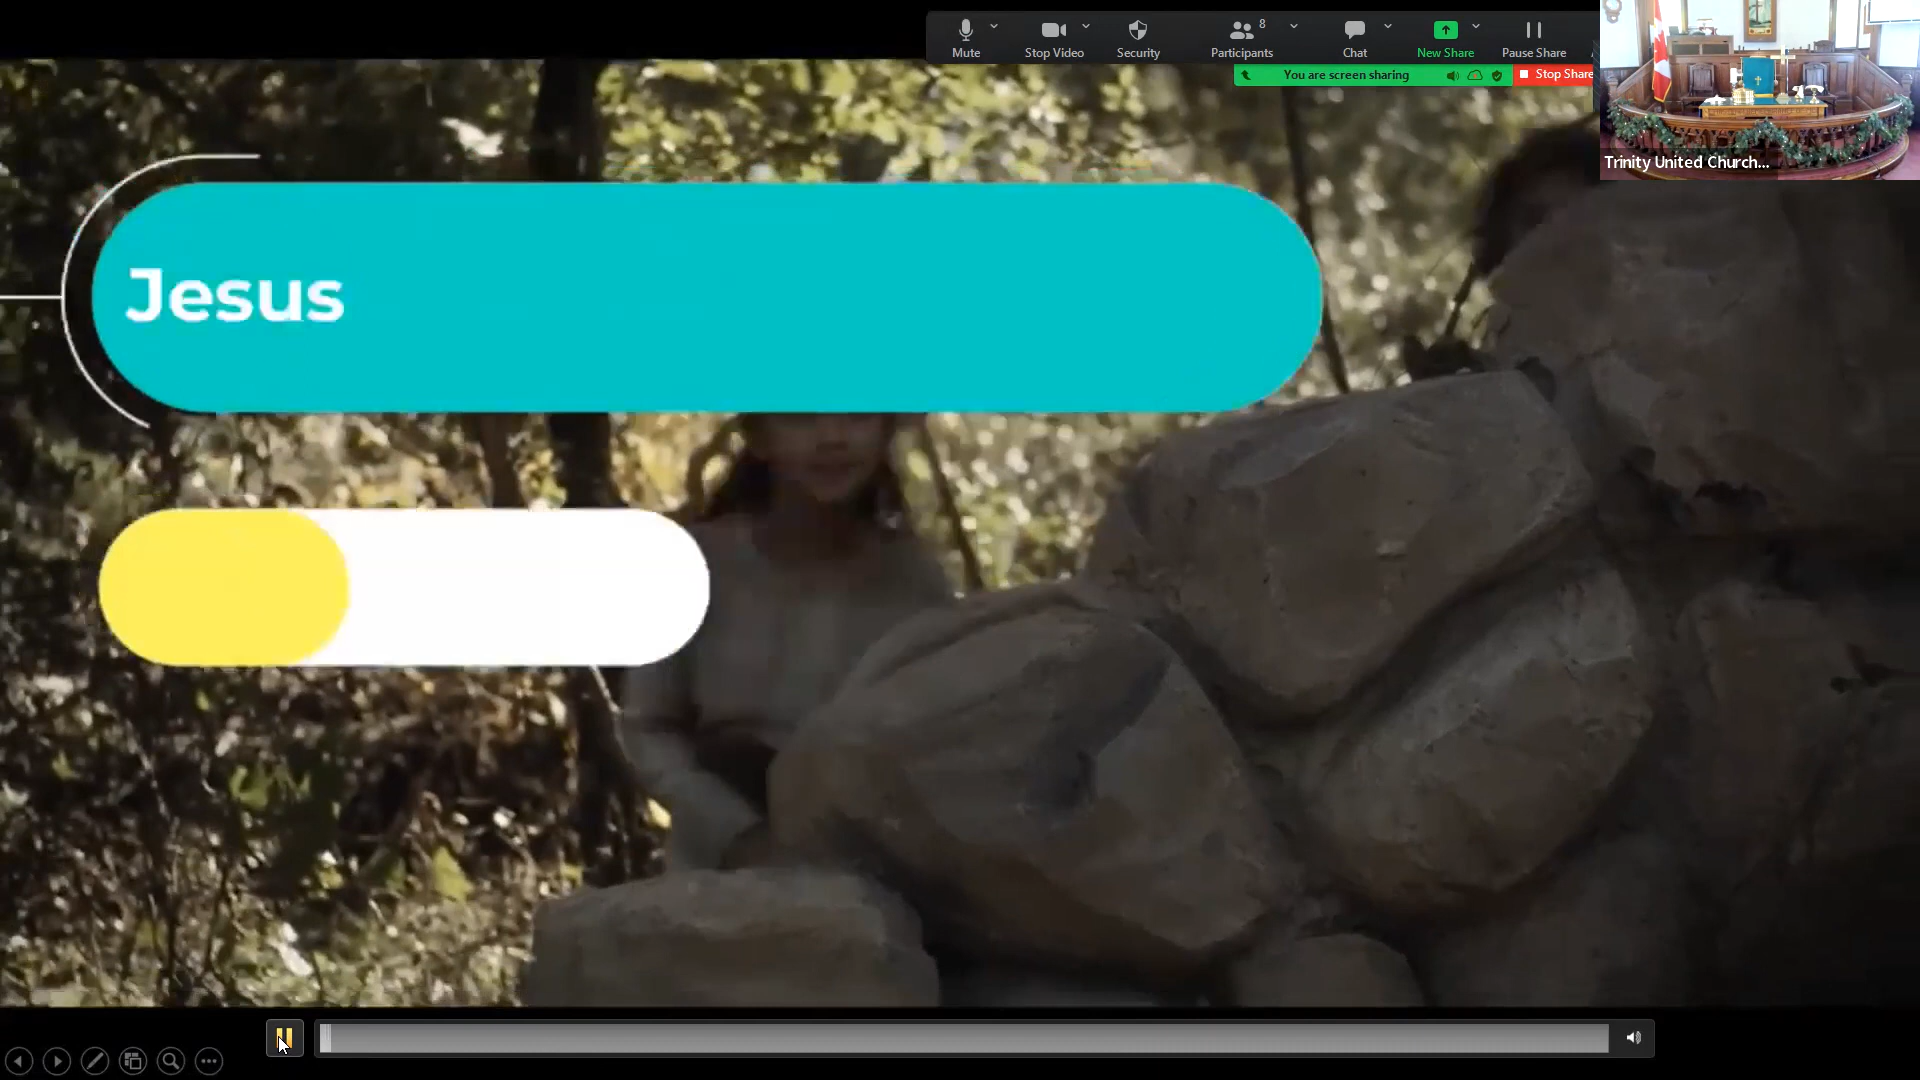 8
Mute
Stop Video
Security
Participants
Chat
New Share
Pause Share
You are screen sharing
Stop Share
Trinity United Church...
Jesus